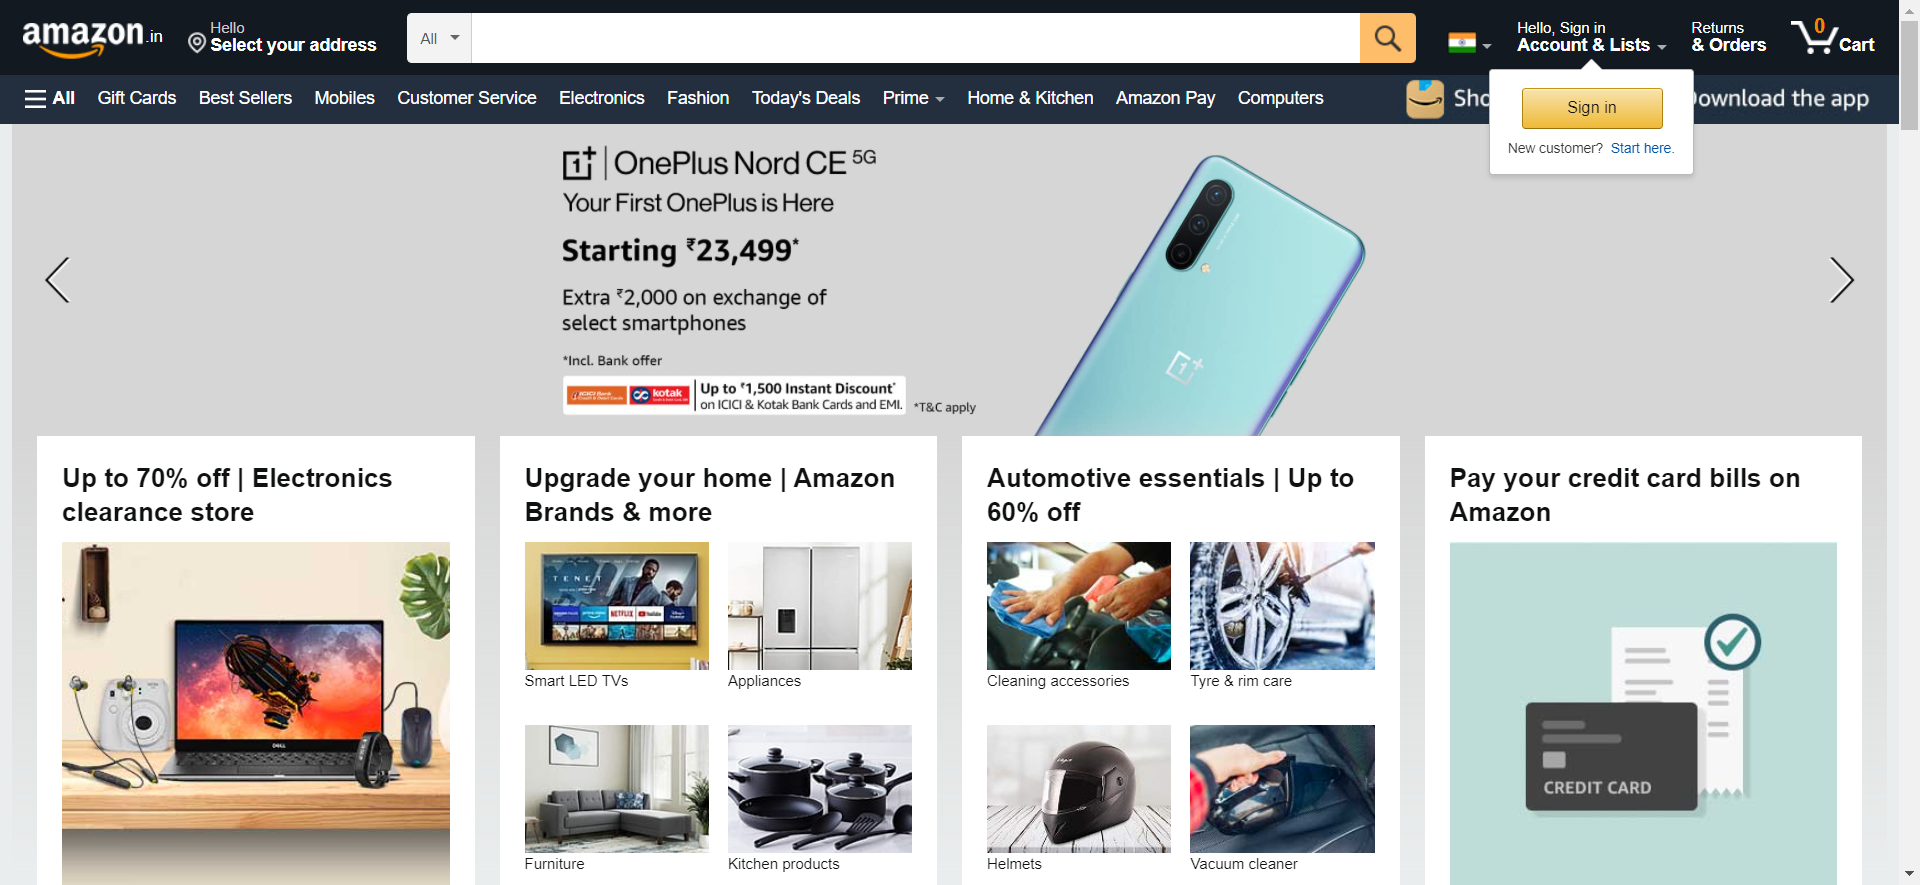 amazon.in
Hello
Select your address
All
Hello, Sign in
Account & Lists
Returns
& Orders
0
Cart
All
Gift Cards
Best Sellers
Mobiles
Customer Service
Electronics
Fashion
Today's Deals
Prime
Home & Kitchen
Amazon Pay
Computers
Sho
ownload the app
Sign in
New customer? Start here.
OnePlus Nord CE 5G
Your First OnePlus is Here
Starting ₹23,499*
Extra ₹2,000 on exchange of
select smartphones
*Incl. Bank offer
ICICI Bank
kotak
Up to ₹1,500 Instant Discount*
on ICICI & Kotak Bank Cards and EMI.
*T&C apply
Up to 70% off | Electronics
clearance store
DELL
Upgrade your home | Amazon
Brands & more
TENET
NETFLIX
YouTube
Smart LED TVs
Appliances
Furniture
Kitchen products
Automotive essentials | Up to
60% off
Cleaning accessories
Tyre & rim care
Helmets
Vacuum cleaner
Pay your credit card bills on
Amazon
CREDIT CARD